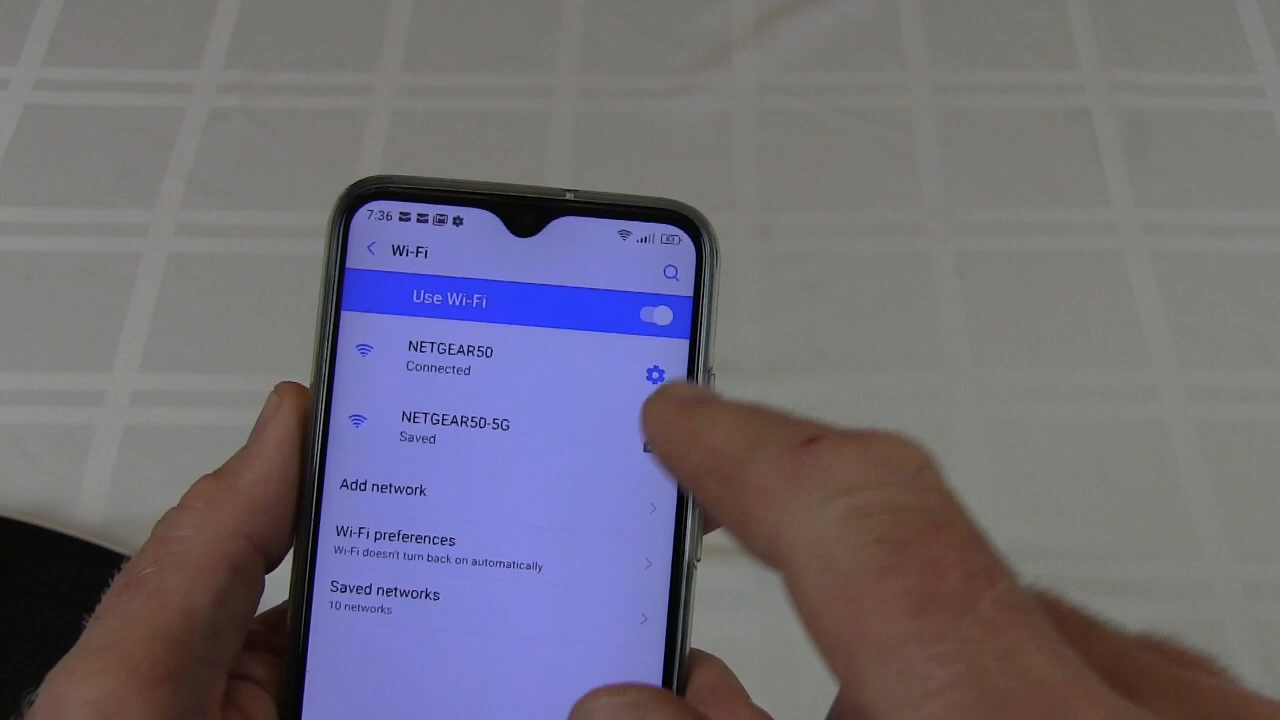 7:36
83
Wi-Fi
Use Wi-Fi
NETGEAR50
Connected
NETGEAR50-5G
Saved
Add network
Wi-Fi preferences
Wi-Fi doesn't turn back on automatically
Saved networks
10 networks